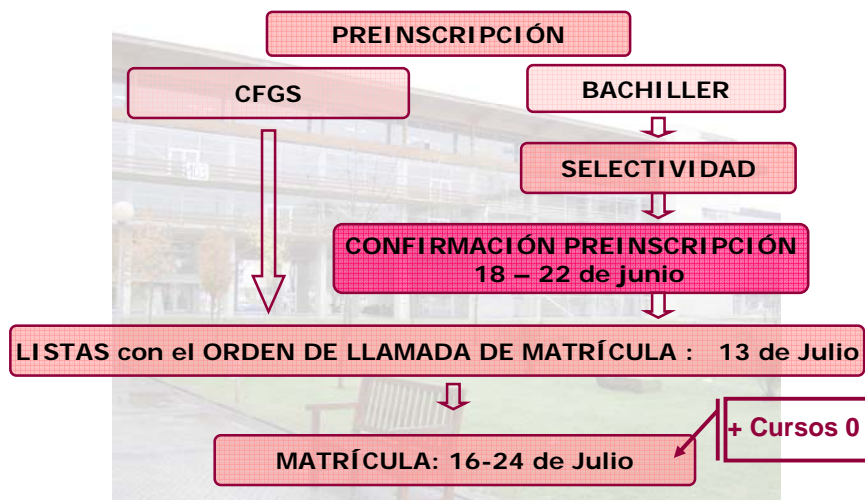 PREINSCRIPCIÓN
CFGS
BACHILLER
SELECTIVIDAD
CONFIRMACIÓN PREINSCRIPCIÓN
18 – 22 de junio
LISTAS con el ORDEN DE LLAMADA DE MATRÍCULA : 13 de Julio
+ Cursos 0
MATRÍCULA: 16-24 de Julio